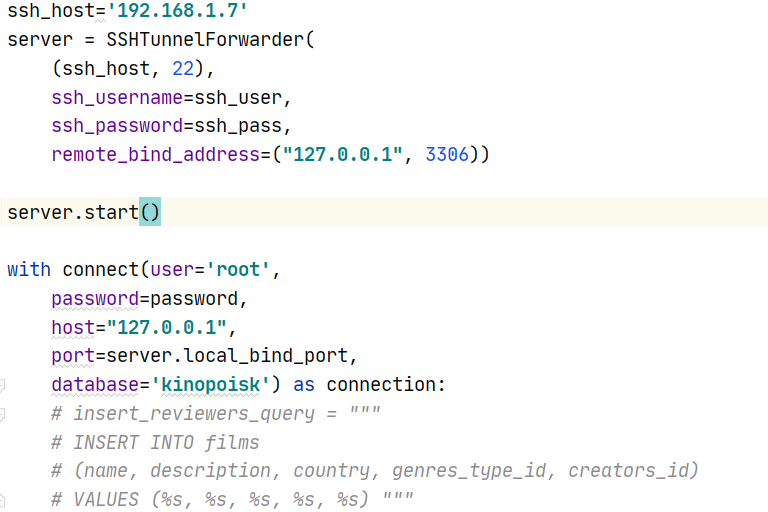 ssh_host='192.168.1.7'
server = SSHTunnelForwarder(
    (ssh_host, 22),
    ssh_username=ssh_user,
    ssh_password=ssh_pass,
    remote_bind_address=("127.0.0.1", 3306))
server.start()
with connect(user='root',
    password=password,
    host="127.0.0.1",
    port=server.local_bind_port,
    database='kinopoisk') as connection:
    # insert_reviewers_query = """
    # INSERT INTO films
    # (name, description, country, genres_type_id, creators_id)
    # VALUES (%s, %s, %s, %s, %s) """